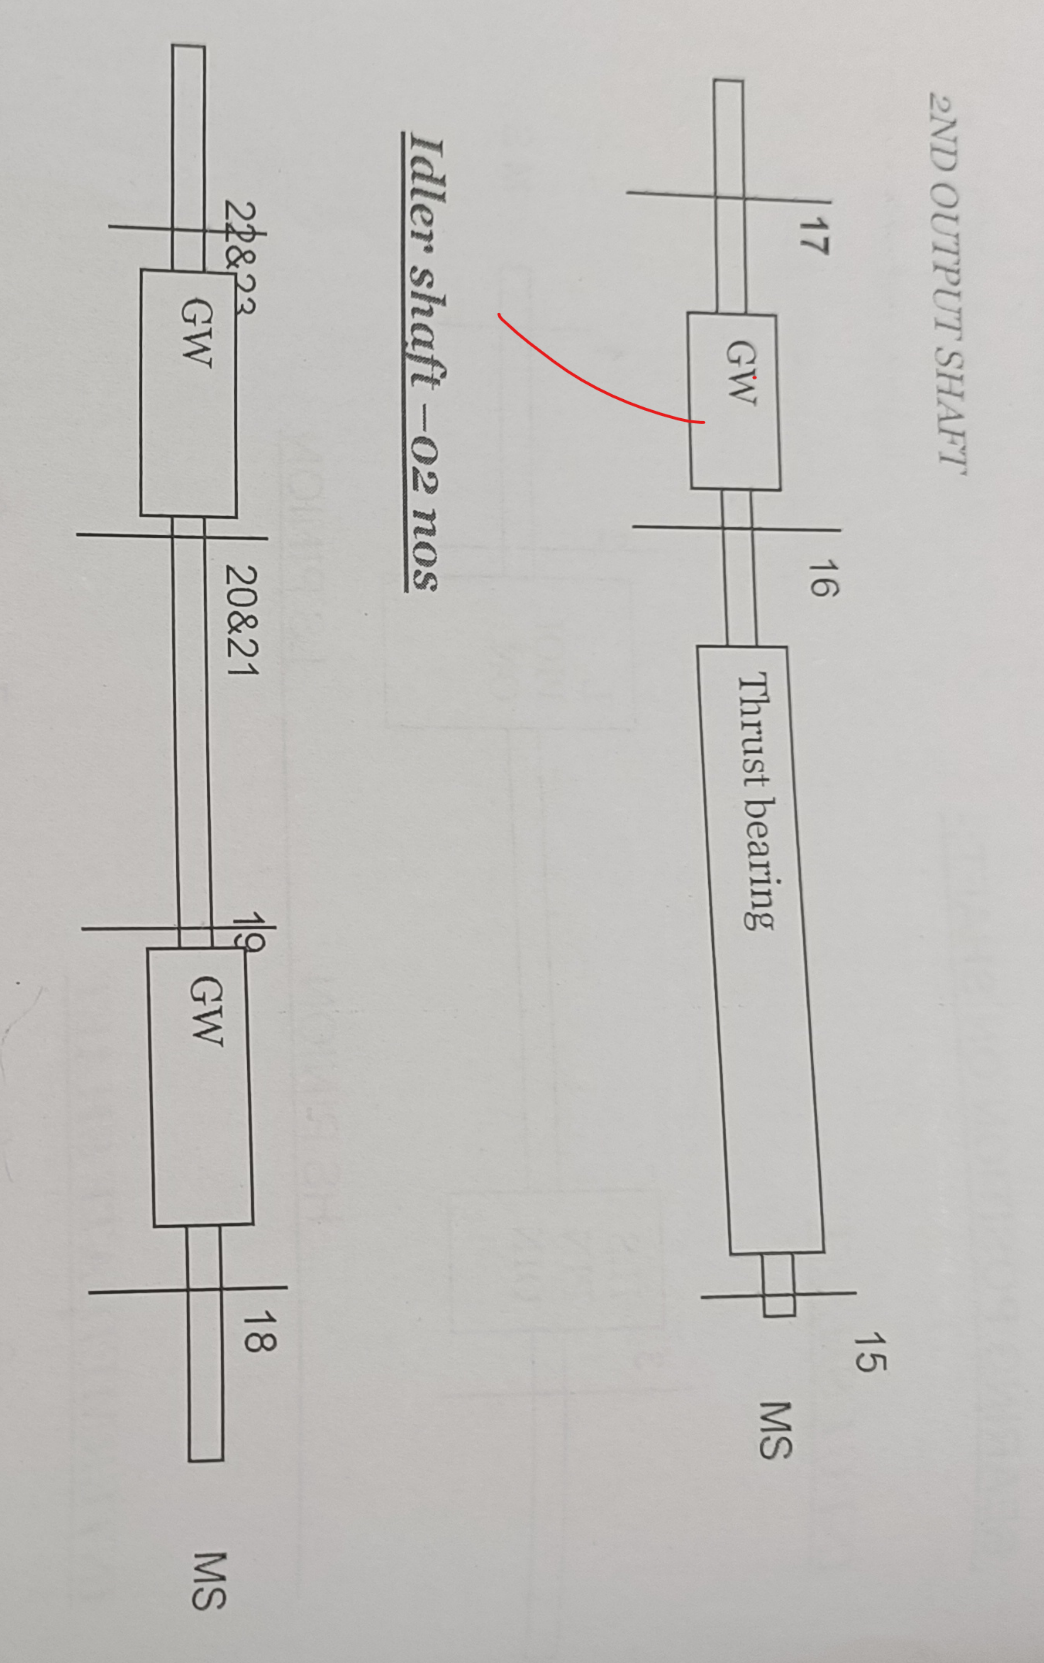 2ND OUTPUT SHAFT
17
GW
16
Thrust bearing
15
MS
Idler shaft –02 nos
22&23
GW
20&21
19
GW
18
MS